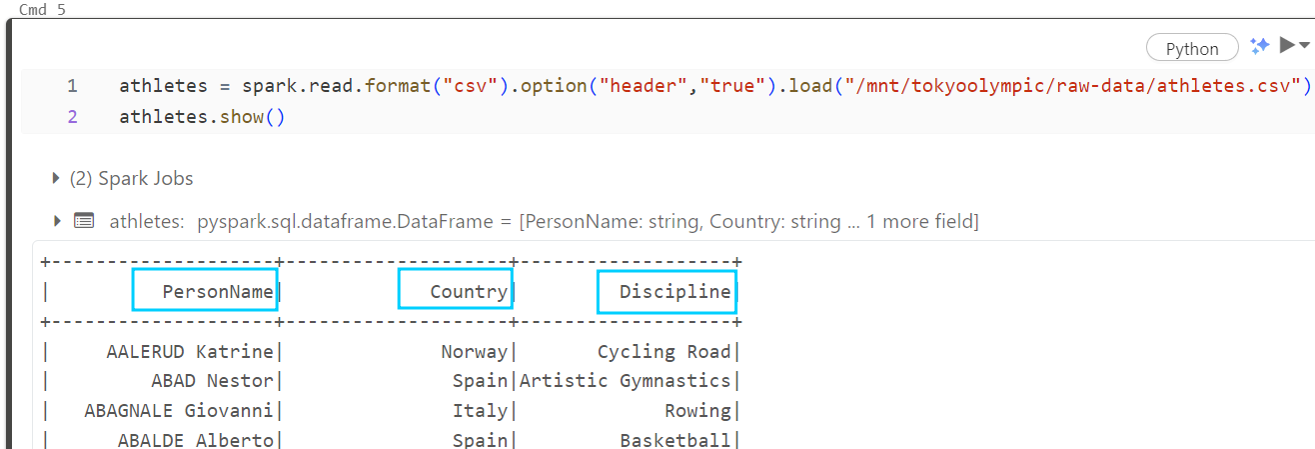 Cmd 5
Python
1 athletes = spark.read.format("csv").option("header","true").load("/mnt/tokyoolympic/raw-data/athletes.csv")
2 athletes.show()
(2) Spark Jobs
athletes: pyspark.sql.dataframe.DataFrame = [PersonName: string, Country: string ... 1 more field]
+--------------------+--------------------+-------------------+
|          PersonName|             Country|         Discipline|
+--------------------+--------------------+-------------------+
|     AALERUD Katrine|              Norway|       Cycling Road|
|         ABAD Nestor|               Spain|Artistic Gymnastics|
|   ABAGNALE Giovanni|               Italy|             Rowing|
|      ABALDE Alberto|               Spain|         Basketball|